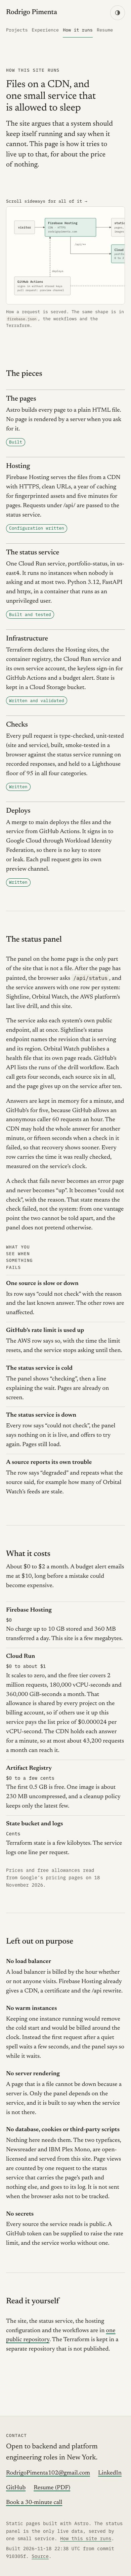 Rodrigo Pimenta
Projects Experience How it runs Resume
HOW THIS SITE RUNS
Files on a CDN, and
one small service that
is allowed to sleep
The site argues that a system should
keep itself running and say when it
cannot. This page is how it tries to
live up to that, for about the price
of nothing.
Scroll sideways for all of it →
visitor
Firebase Hosting
GitHub Actions
How a request is served. The same shape is in
firebase.json, the workflows and the
Terraform.
The pieces
The pages
Astro builds every page to a plain HTML file.
No page is rendered by a server when you ask
for it.
Built
Hosting
Firebase Hosting serves the files from a CDN
with HTTPS, clean URLs, a year of caching
for fingerprinted assets and five minutes for
pages. Requests under /api/ are passed to the
status service.
Configuration written
The status service
One Cloud Run service, portfolio-status, in us-
east4. It runs no instances when nobody is
asking and at most two. Python 3.12, FastAPI
and httpx, in a container that runs as an
unprivileged user.
Built and tested
Infrastructure
Terraform declares the Hosting sites, the
container registry, the Cloud Run service and
its own identity, the keyless sign-in for
GitHub Actions and a budget alert. State is
kept in a Cloud Storage bucket.
Written and validated
Checks
Every pull request is type-checked, unit tested
(site and service), built, smoke-tested in a
browser against the real service running on
recorded responses, and held to a Lighthouse
floor of 95 in all four categories.
Written
Deploys
A merge to main deploys the files and the
service from GitHub Actions. It signs in to
Google Cloud through Workload Identity
Federation, so there is no key to store
or leak. Each pull request gets its own
preview channel.
Written
The status panel
The panel on the home page is the only part
of the site that is not a file. After the page has
painted, the browser asks /api/status, and
the service answers with one row per system:
Sightline, Orbital Watch, the AWS platform's
last live drill, and this site.
The service asks each system's own public
endpoint, all at once. Sightline's status
endpoint names the revision that is serving
and its region. Orbital Watch publishes a
health file that its own page reads. GitHub's
API lists the runs of the drill workflow. Each
call gets four seconds, each source is asked
once, they share six seconds in all,
and the page gives up on the service after ten.
Answers are kept in memory for a minute, and
GitHub's for five, because GitHub allows an
anonymous caller 60 requests an hour. The
CDN may hold the whole answer for another
minute, or fifteen seconds when a check in it
failed, so that recovery shows sooner. Every
row carries the time it was really checked,
measured on the service's clock.
A check that fails never becomes an error page
and never becomes “up”. It becomes “could not
check”, with the reason. That state means the
check failed, not the system: from one vantage
point the two cannot be told apart, and the
panel does not pretend otherwise.
WHAT YOU
SEE WHEN
SOMETHING
FAILS
One source is slow or down
Its row says “could not check” with the reason
and the last known answer. The other rows are
unaffected.
GitHub's rate limit is used up
The AWS row says so, with the time the limit
resets, and the service stops asking until then.
The status service is cold
The panel shows “checking”, then a line
explaining the wait. Pages are already on
screen.
The status service is down
Every row says “could not check”, the panel
says nothing on it is live, and offers to try
again. Pages still load.
A source reports its own trouble
The row says “degraded” and repeats what the
source said, for example how many of Orbital
Watch's feeds are stale.
What it costs
About $0 to $2 a month. A budget alert emails
me at $10, long before a mistake could
become expensive.
Firebase Hosting
$0
No charge up to 10 GB stored and 360 MB
transferred a day. This site is a few megabytes.
Cloud Run
$0 to about $1
It scales to zero, and the free tier covers 2
million requests, 180,000 vCPU-seconds and
360,000 GiB-seconds a month. That
allowance is shared by every project on the
billing account, so if others use it up this
service pays the list price of $0.000024 per
vCPU-second. The CDN holds each answer
for a minute, so at most about 43,200 requests
a month can reach it.
Artifact Registry
$0 to a few cents
The first 0.5 GB is free. One image is about
230 MB uncompressed, and a cleanup policy
keeps only the latest few.
State bucket and logs
Cents
Terraform state is a few kilobytes. The service
logs one line per request.
Prices and free allowances read
from Google's pricing pages on 18
November 2026.
Left out on purpose
No load balancer
A load balancer is billed by the hour whether
or not anyone visits. Firebase Hosting already
gives a CDN, a certificate and the /api rewrite.
No warm instances
Keeping one instance running would remove
the cold start and would be billed around the
clock. Instead the first request after a quiet
spell waits a few seconds, and the panel says so
while it waits.
No server rendering
A page that is a file cannot be down because a
server is. Only the panel depends on the
service, and it is built to say when the service
is not there.
No database, cookies or third-party scripts
Nothing here needs them. The two typefaces,
Newsreader and IBM Plex Mono, are open-
licensed and served from this site. Page views
are counted by one request to the status
service that carries the page's path and
nothing else, and goes to its log. It is not sent
when the browser asks not to be tracked.
No secrets
Every source the service reads is public. A
GitHub token can be supplied to raise the rate
limit, and the service works without one.
Read it yourself
The site, the status service, the hosting
configuration and the workflows are in one
public repository. The Terraform is kept in a
separate repository that is not published.
CONTACT
Open to backend and platform
engineering roles in New York.
RodrigoPimenta102@gmail.com LinkedIn
GitHub Resume (PDF)
Book a 30-minute call
Static pages built with Astro. The status
panel is the only live data, served by
one small service. How this site runs.
Source.